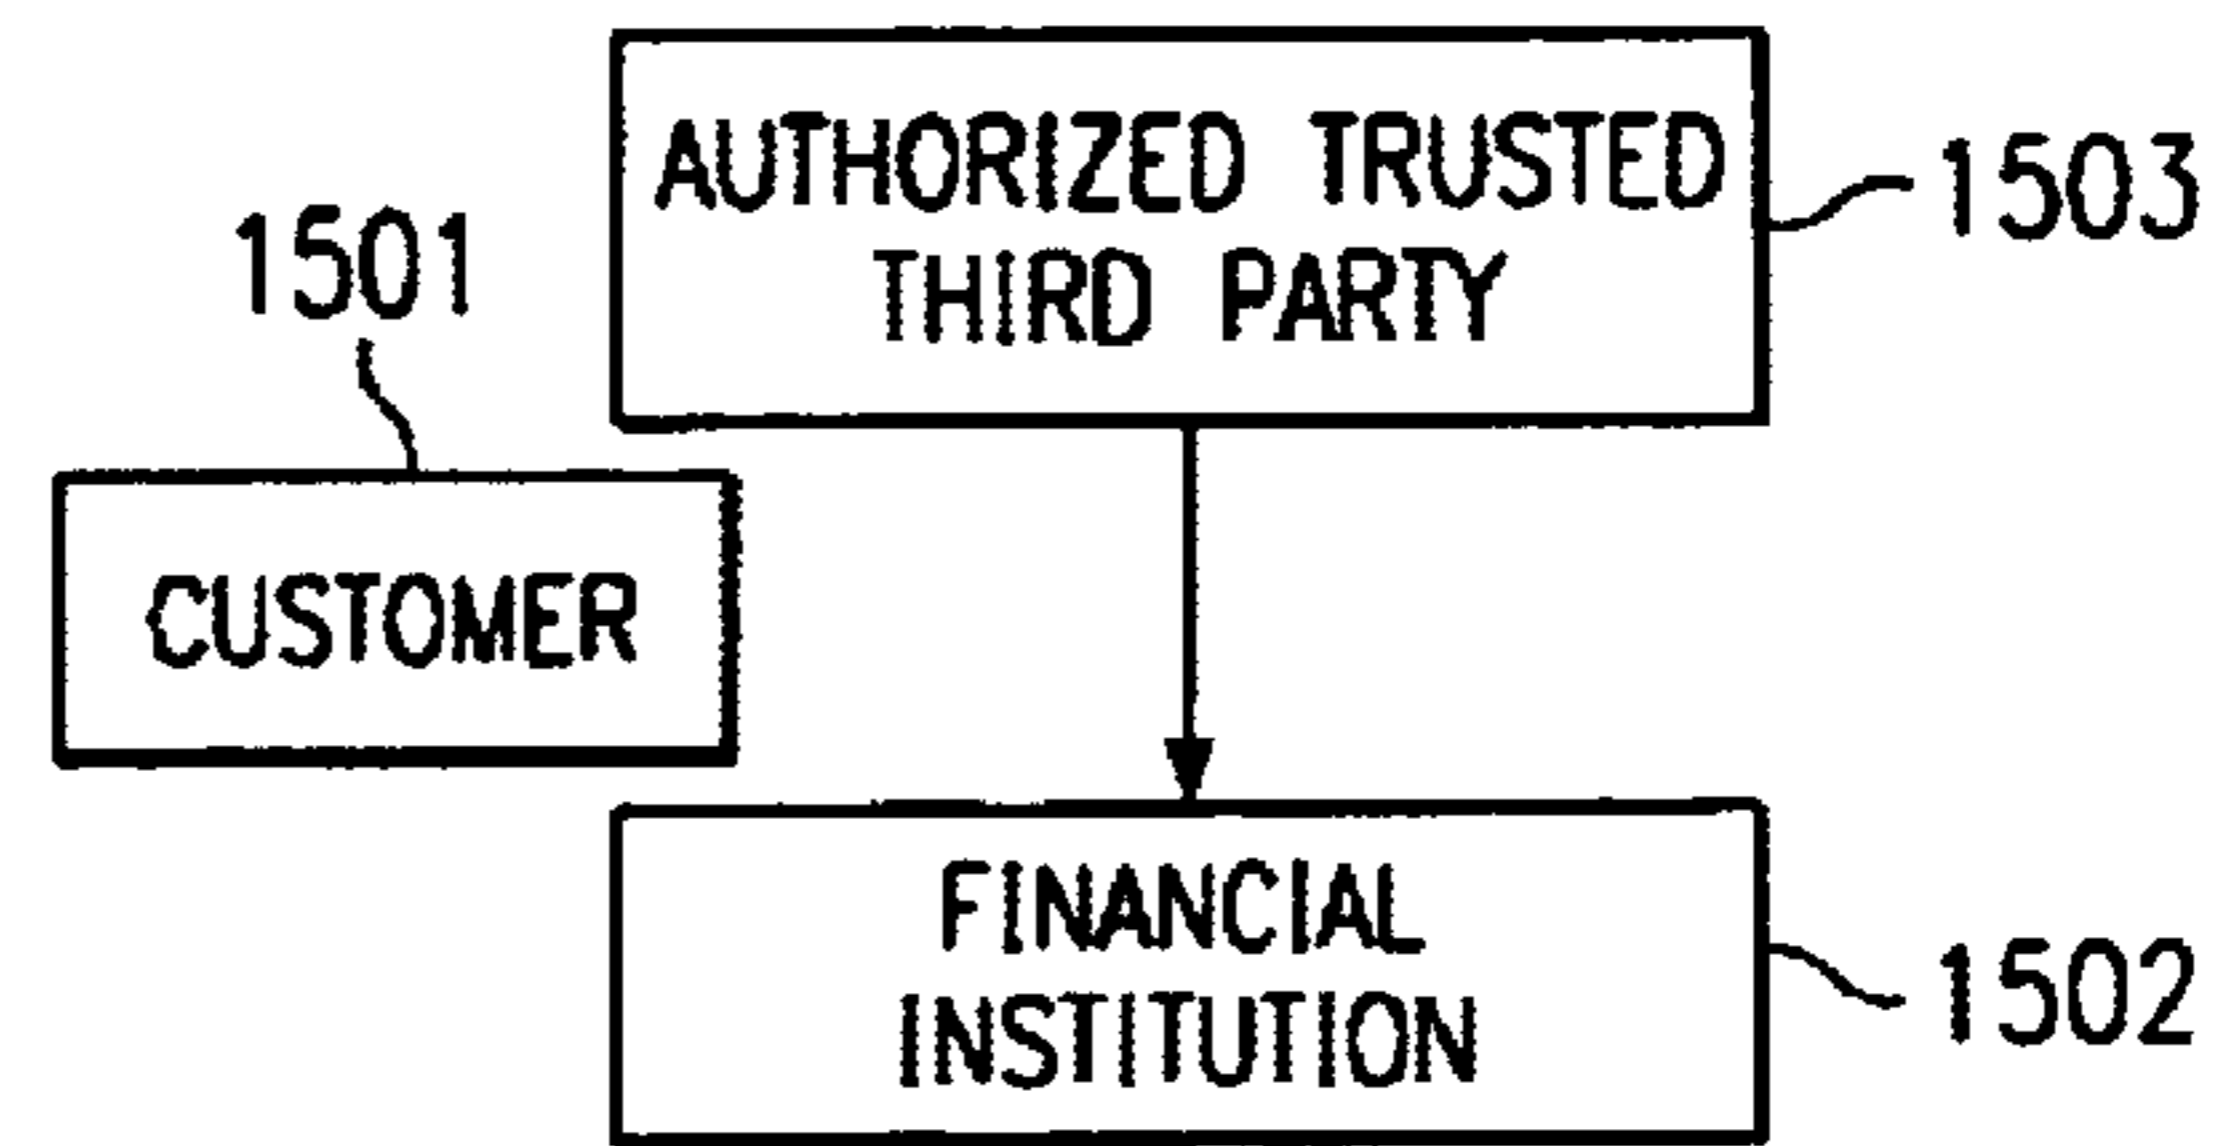 AUTHORIZED TRUSTED
THIRD PARTY
1503
1501
CUSTOMER
FINANCIAL
INSTITUTION
1502